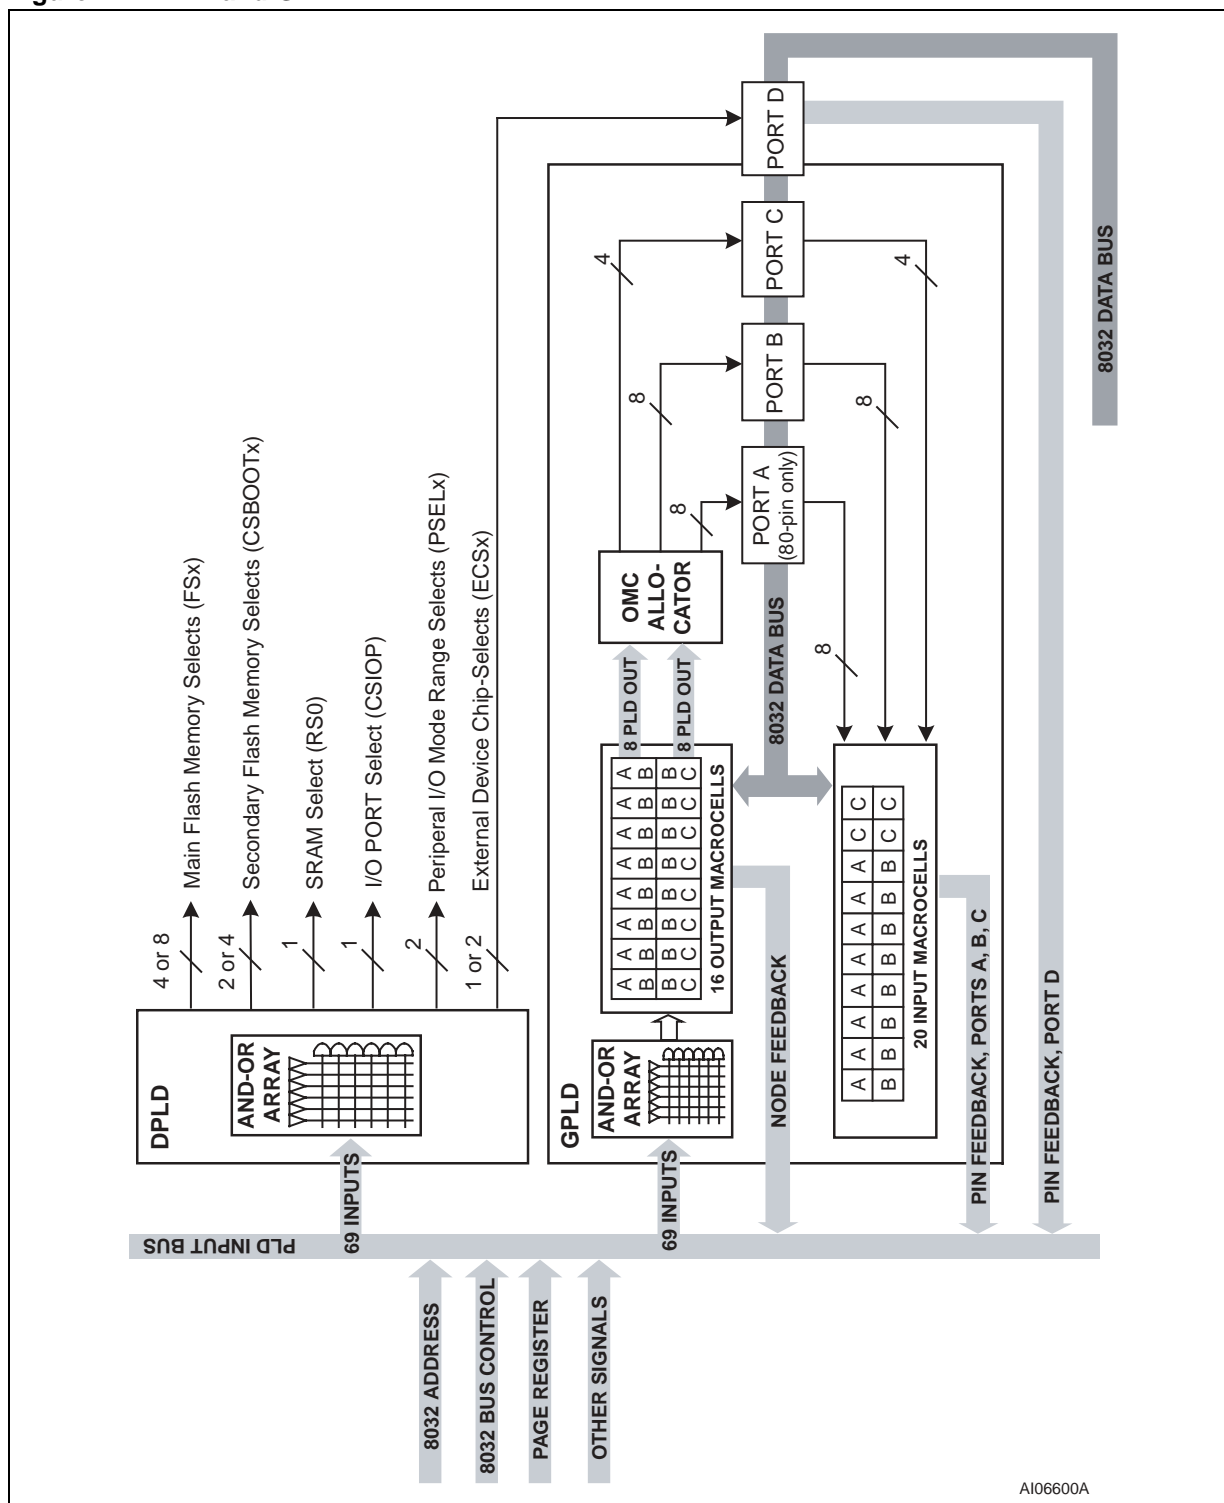 8032 ADDRESS
8032 BUS CONTROL
PAGE REGISTER
OTHER SIGNALS
PLD INPUT BUS
69 INPUTS
69 INPUTS
DPLD
AND-OR
ARRAY
4 or 8
Main Flash Memory Selects (FSx)
2 or 4
Secondary Flash Memory Selects (CSBOOTx)
1
SRAM Select (RS0)
1
I/O PORT Select (CSIOP)
2
Peripheral I/O Mode Range Selects (PSELx)
1 or 2
External Device Chip-Selects (ECSx)
GPLD
AND-OR
ARRAY
A A A A A A A A
B B B B B B B B
B B B B B B B B
C C C C C C C C
16 OUTPUT MACROCELLS
8 PLD OUT
8 PLD OUT
OMC
ALLO-
CATOR
8
8
4
PORT A
(80-pin only)
PORT B
PORT C
PORT D
8032 DATA BUS
8
8
4
A A A A A A A A C C
B B B B B B B B C C
20 INPUT MACROCELLS
NODE FEEDBACK
PIN FEEDBACK, PORTS A, B, C
PIN FEEDBACK, PORT D
8032 DATA BUS
AI06600A